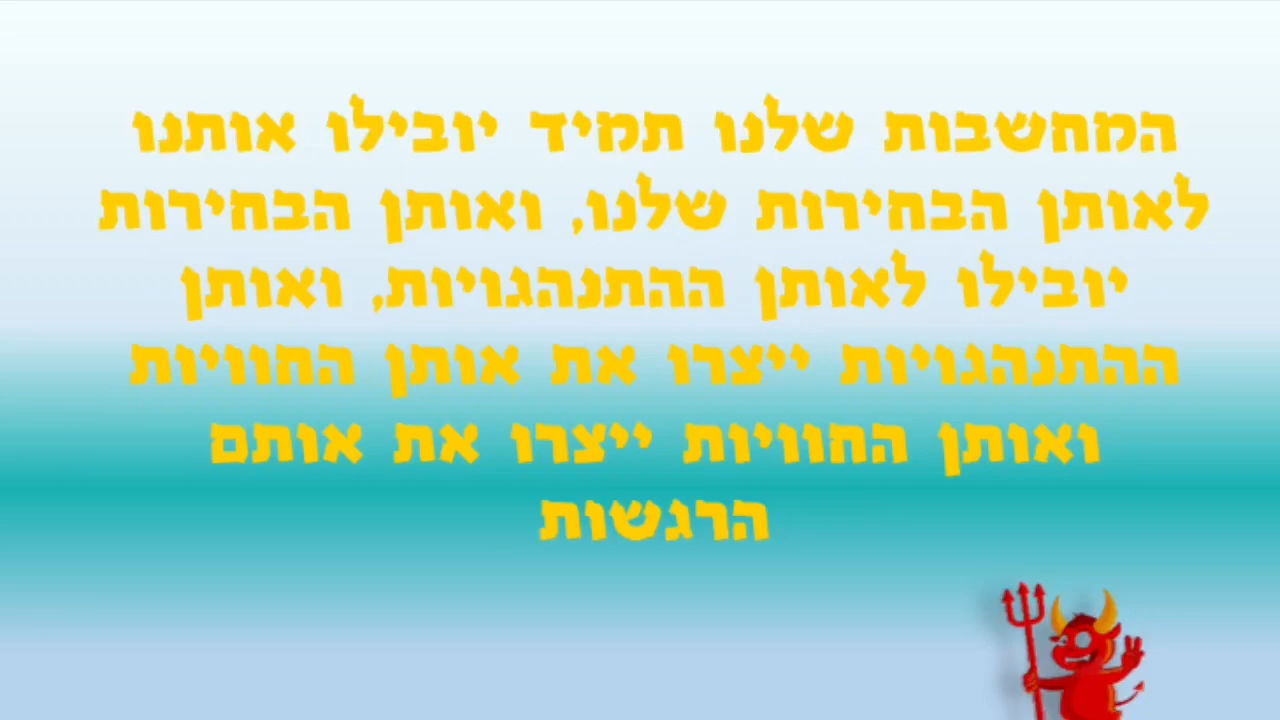 המחשבות שלנו תמיד יובילו אותנו
לאותן הבחירות שלנו, ואותן הבחירות
יובילו לאותן ההתנהגויות, ואותן
ההתנהגויות ייצרו את אותן החוויות
ואותן החוויות ייצרו את אותם
הרגשות